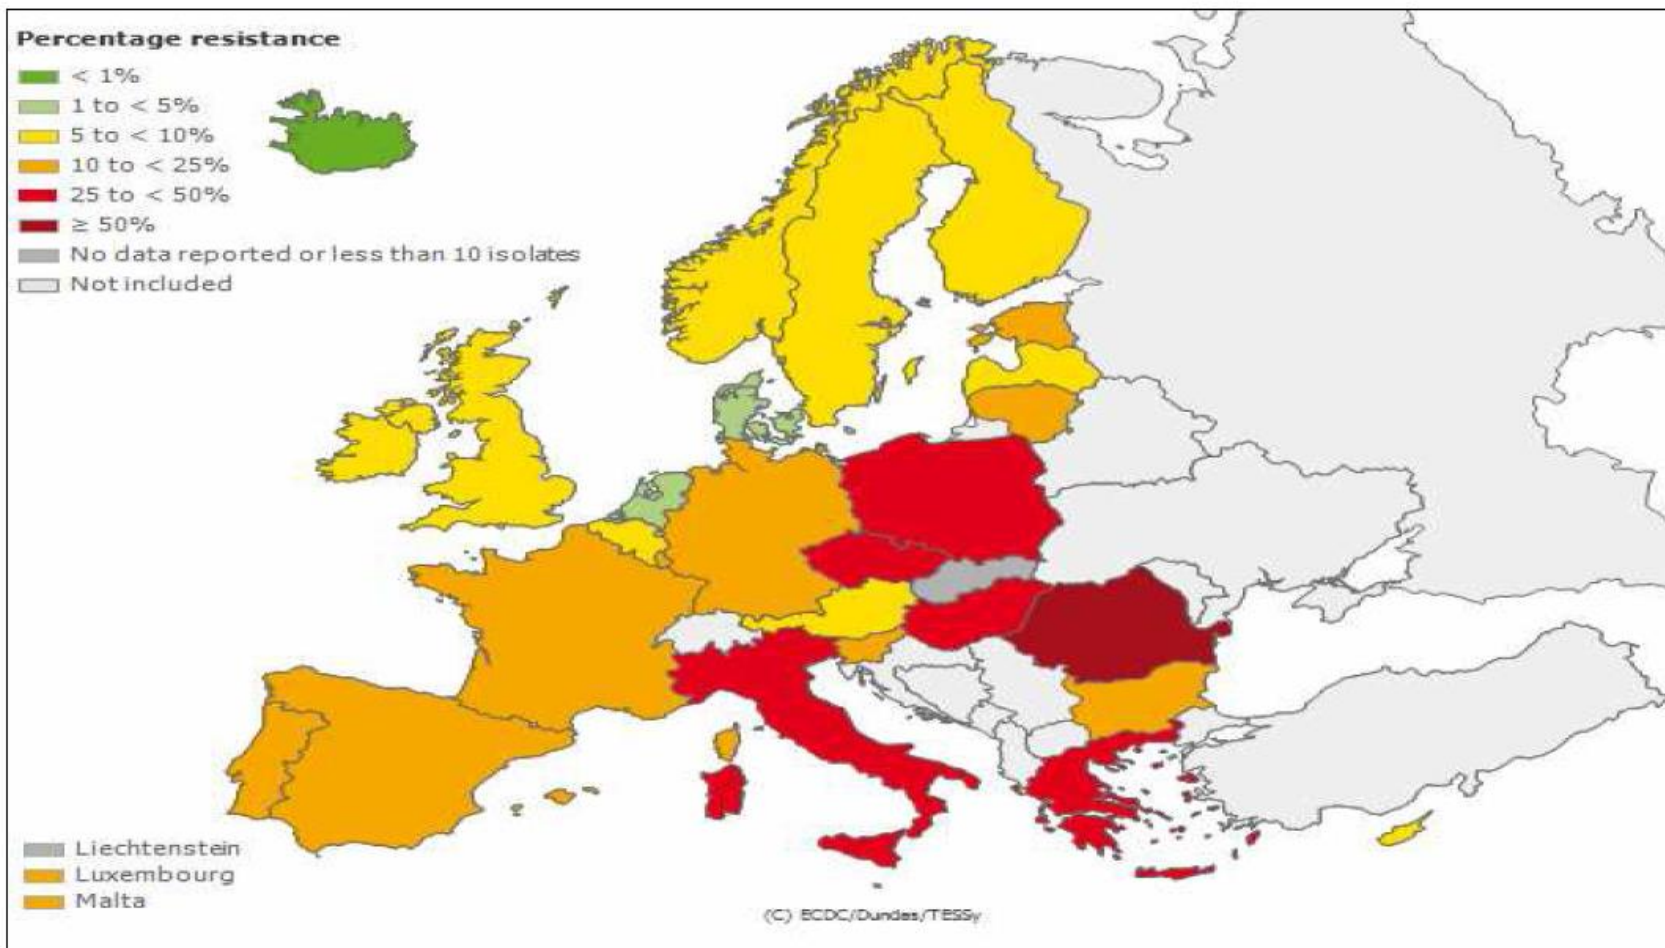 Percentage resistance
< 1%
1 to < 5%
5 to < 10%
10 to < 25%
25 to < 50%
≥ 50%
No data reported or less than 10 isolates
Not included
Liechtenstein
Luxembourg
Malta
(C) ECDC/Dundas/TESSy